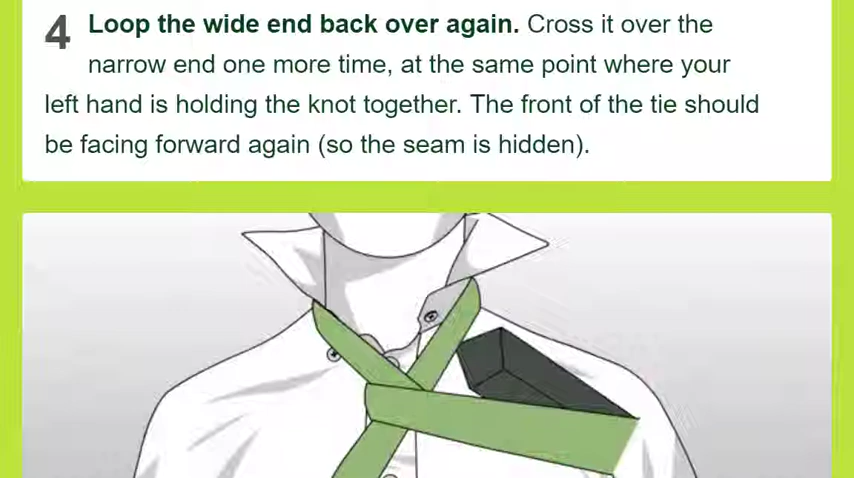 4 Loop the wide end back over again. Cross it over the
narrow end one more time, at the same point where your
left hand is holding the knot together. The front of the tie should
be facing forward again (so the seam is hidden).